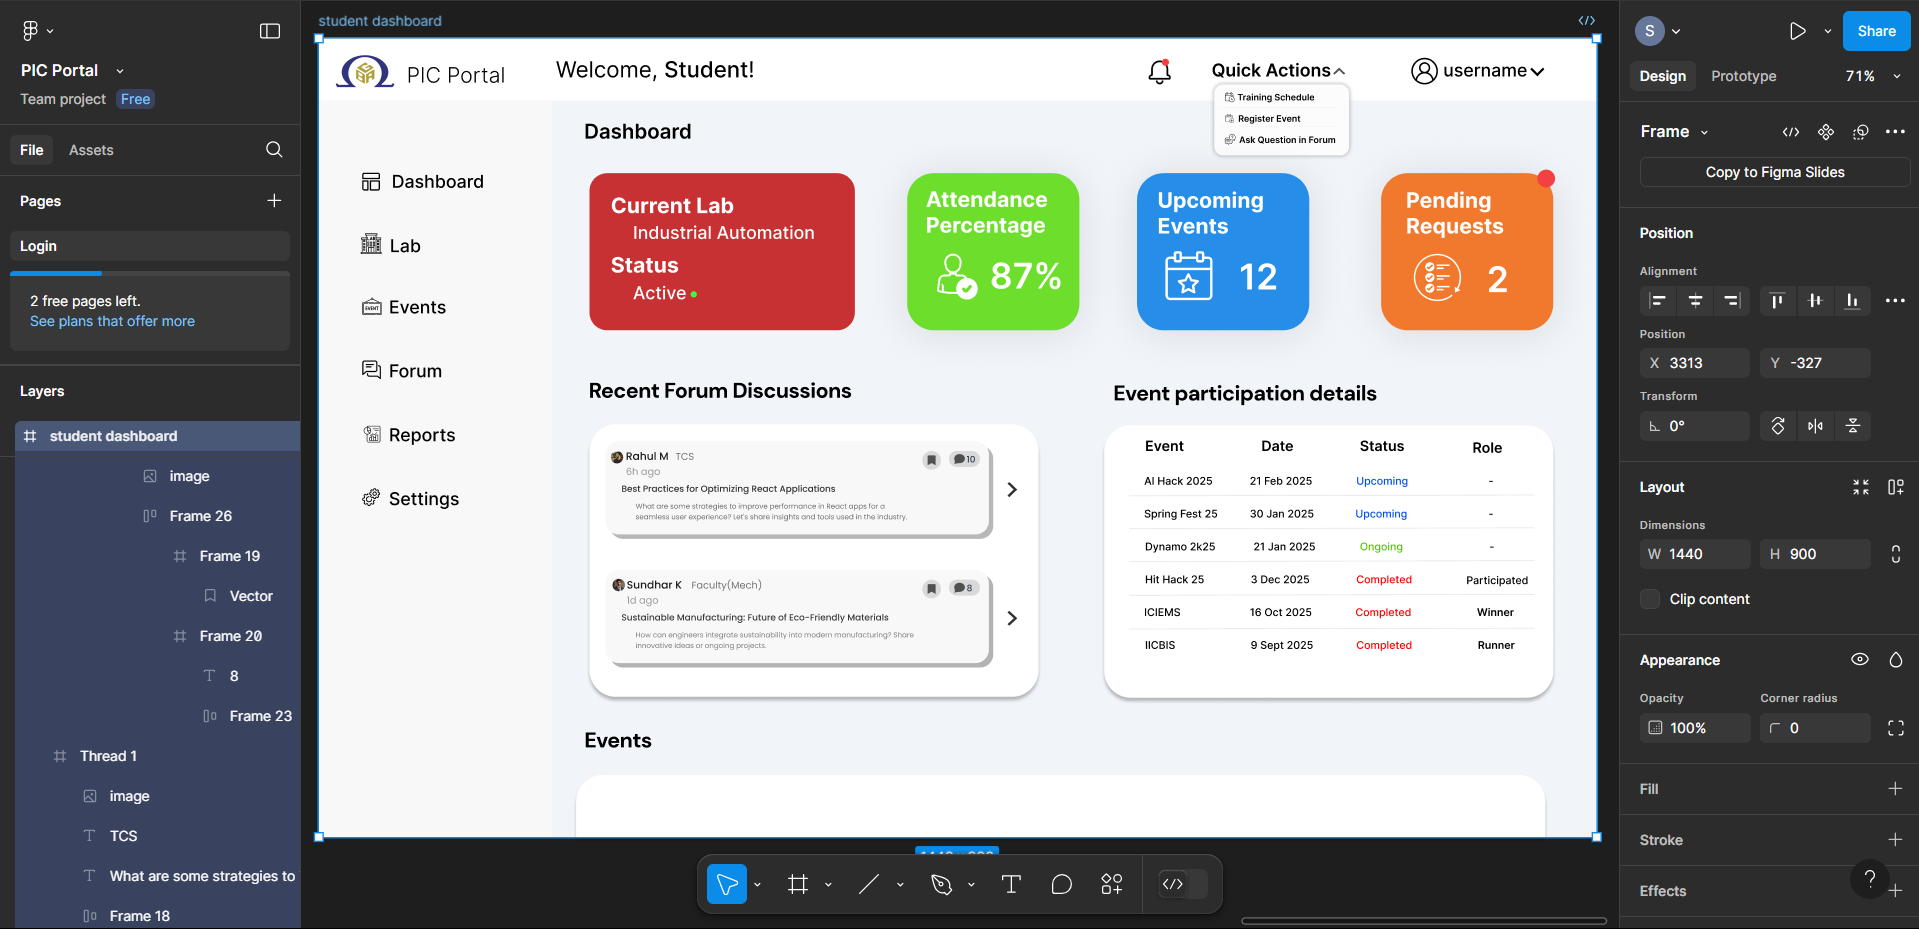 PIC Portal
Team project Free
File Assets
Pages
Login
2 free pages left.
See plans that offer more
Layers
student dashboard
image
Frame 26
Frame 19
Vector
Frame 20
8
Frame 23
Thread 1
image
TCS
What are some strategies to
Frame 18
student dashboard
PIC Portal
Welcome, Student!
Quick Actions
username
Training Schedule
Register Event
Ask Question in Forum
Dashboard
Lab
Events
Forum
Reports
Settings
Dashboard
Current Lab
Industrial Automation
Status
Active
Attendance
Percentage
87%
Upcoming
Events
12
Pending
Requests
2
Recent Forum Discussions
Rahul M TCS
10
6h ago
Best Practices for Optimizing React Applications
What are some strategies to improve performance in React apps for a
seamless user experience? Let's share insights and tools used in the industry.
Sundhar K Faculty(Mech)
8
1d ago
Sustainable Manufacturing: Future of Eco-Friendly Materials
How can engineers integrate sustainability into modern manufacturing? Share
innovative ideas or ongoing projects.
Event participation details
Event Date Status Role
AI Hack 2025 21 Feb 2025 Upcoming -
Spring Fest 25 30 Jan 2025 Upcoming -
Dynamo 2k25 21 Jan 2025 Ongoing -
Hit Hack 25 3 Dec 2025 Completed Participated
ICIEMS 16 Oct 2025 Completed Winner
IICBIS 9 Sept 2025 Completed Runner
Events
S
Share
Design Prototype 71%
Frame
Copy to Figma Slides
Position
Alignment
Position
X 3313 Y -327
Transform
0°
Layout
Dimensions
W 1440 H 900
Clip content
Appearance
Opacity Corner radius
100% 0
Fill
Stroke
Effects
?